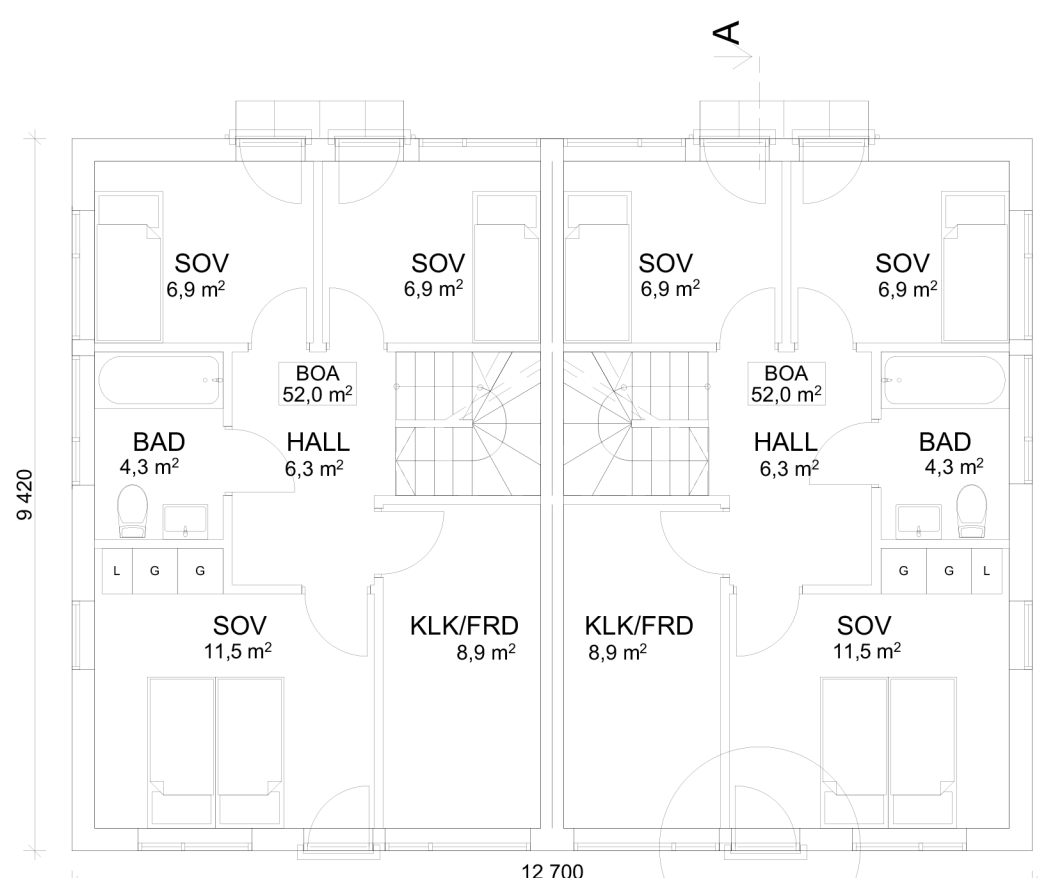 A
SOV
6,9 m²
SOV
6,9 m²
SOV
6,9 m²
SOV
6,9 m²
BOA
52,0 m²
BOA
52,0 m²
BAD
4,3 m²
HALL
6,3 m²
HALL
6,3 m²
BAD
4,3 m²
9 420
L G G
G G L
SOV
11,5 m²
KLK/FRD
8,9 m²
KLK/FRD
8,9 m²
SOV
11,5 m²
12 700